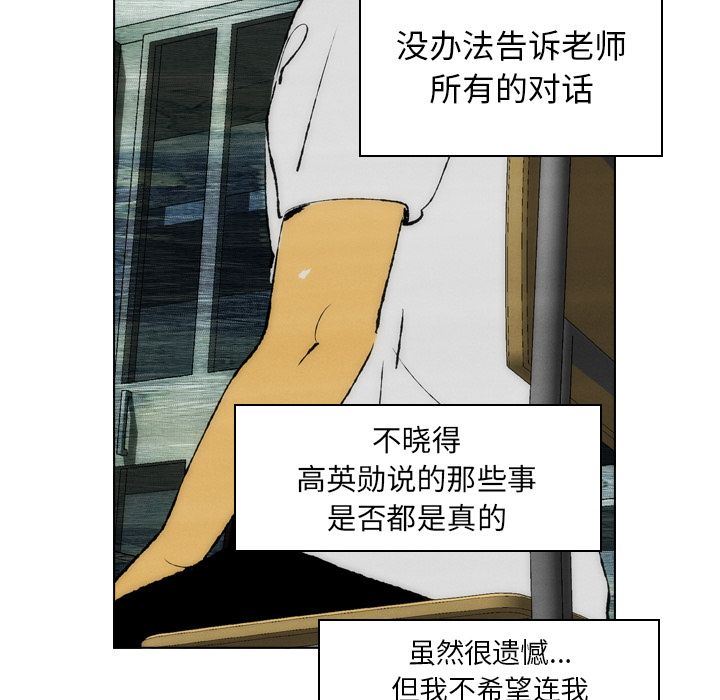 没办法告诉老师
所有的对话
不晓得
高英勋说的那些事
是否都是真的
虽然很遗憾...
但我不希望连我